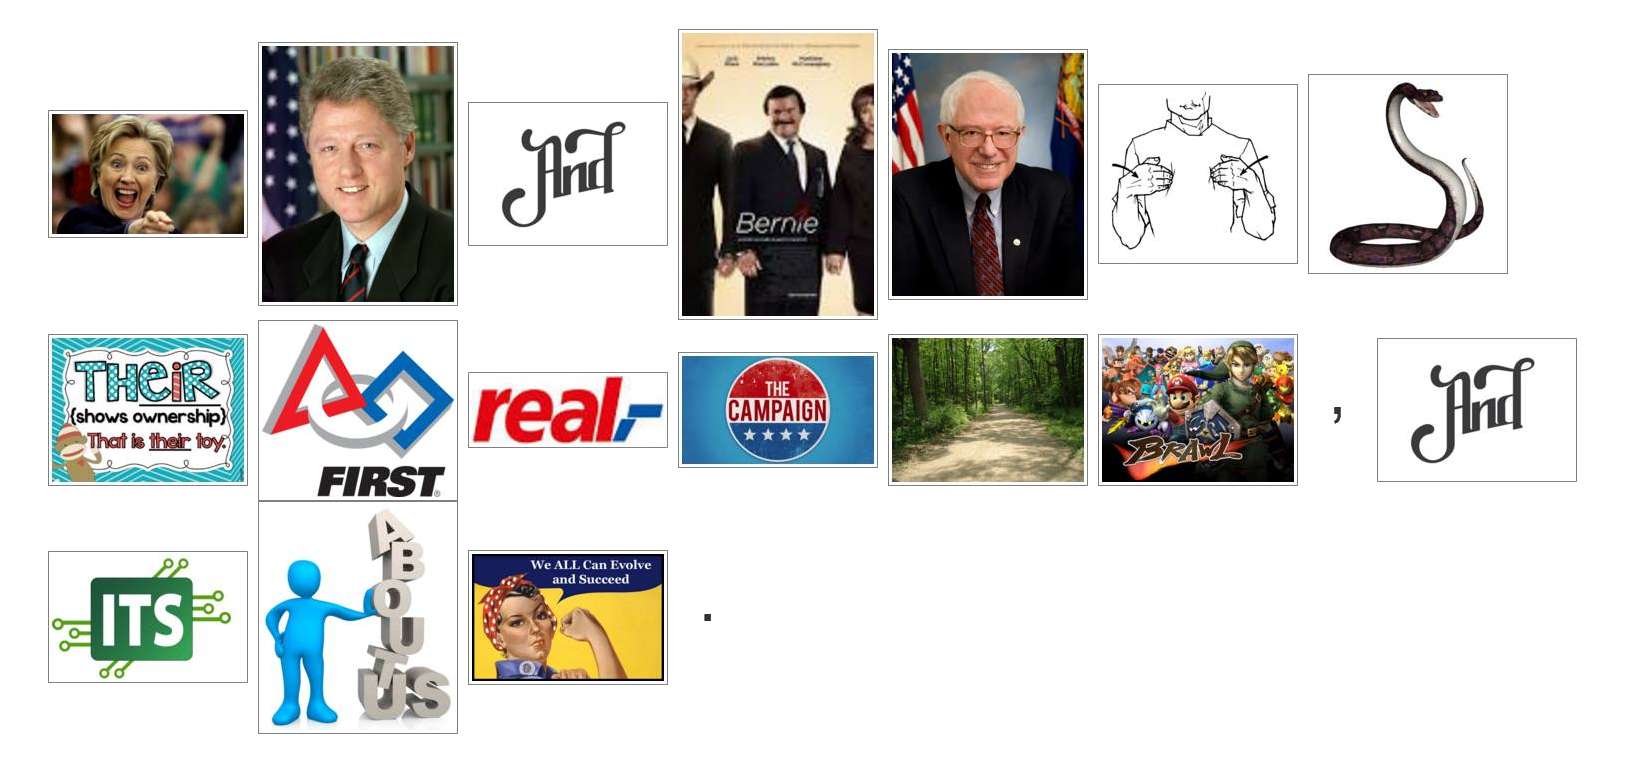 And
Bernie
THEIR
{shows ownership}
That is their toy.
FIRST®
real,-
THE
CAMPAIGN
BRAWL
,
And
ITS
ABOUT US
We ALL Can Evolve
and Succeed
.